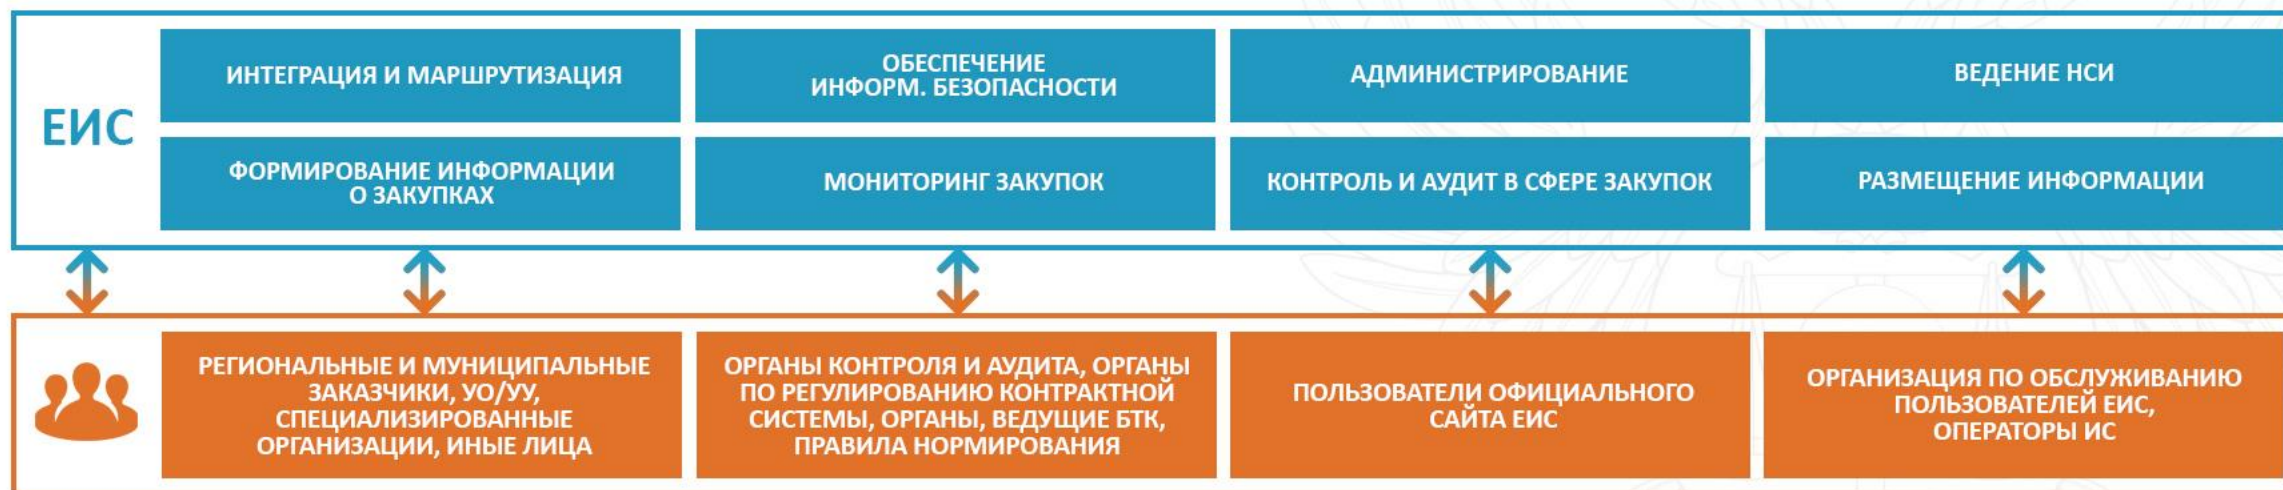 ЕИС
ИНТЕГРАЦИЯ И МАРШРУТИЗАЦИЯ
ОБЕСПЕЧЕНИЕ
ИНФОРМ. БЕЗОПАСНОСТИ
АДМИНИСТРИРОВАНИЕ
ВЕДЕНИЕ НСИ
ФОРМИРОВАНИЕ ИНФОРМАЦИИ
О ЗАКУПКАХ
МОНИТОРИНГ ЗАКУПОК
КОНТРОЛЬ И АУДИТ В СФЕРЕ ЗАКУПОК
РАЗМЕЩЕНИЕ ИНФОРМАЦИИ
РЕГИОНАЛЬНЫЕ И МУНИЦИПАЛЬНЫЕ
ЗАКАЗЧИКИ, УО/УУ,
СПЕЦИАЛИЗИРОВАННЫЕ
ОРГАНИЗАЦИИ, ИНЫЕ ЛИЦА
ОРГАНЫ КОНТРОЛЯ И АУДИТА, ОРГАНЫ
ПО РЕГУЛИРОВАНИЮ КОНТРАКТНОЙ
СИСТЕМЫ, ОРГАНЫ, ВЕДУЩИЕ БТК,
ПРАВИЛА НОРМИРОВАНИЯ
ПОЛЬЗОВАТЕЛИ ОФИЦИАЛЬНОГО
САЙТА ЕИС
ОРГАНИЗАЦИЯ ПО ОБСЛУЖИВАНИЮ
ПОЛЬЗОВАТЕЛЕЙ ЕИС,
ОПЕРАТОРЫ ИС